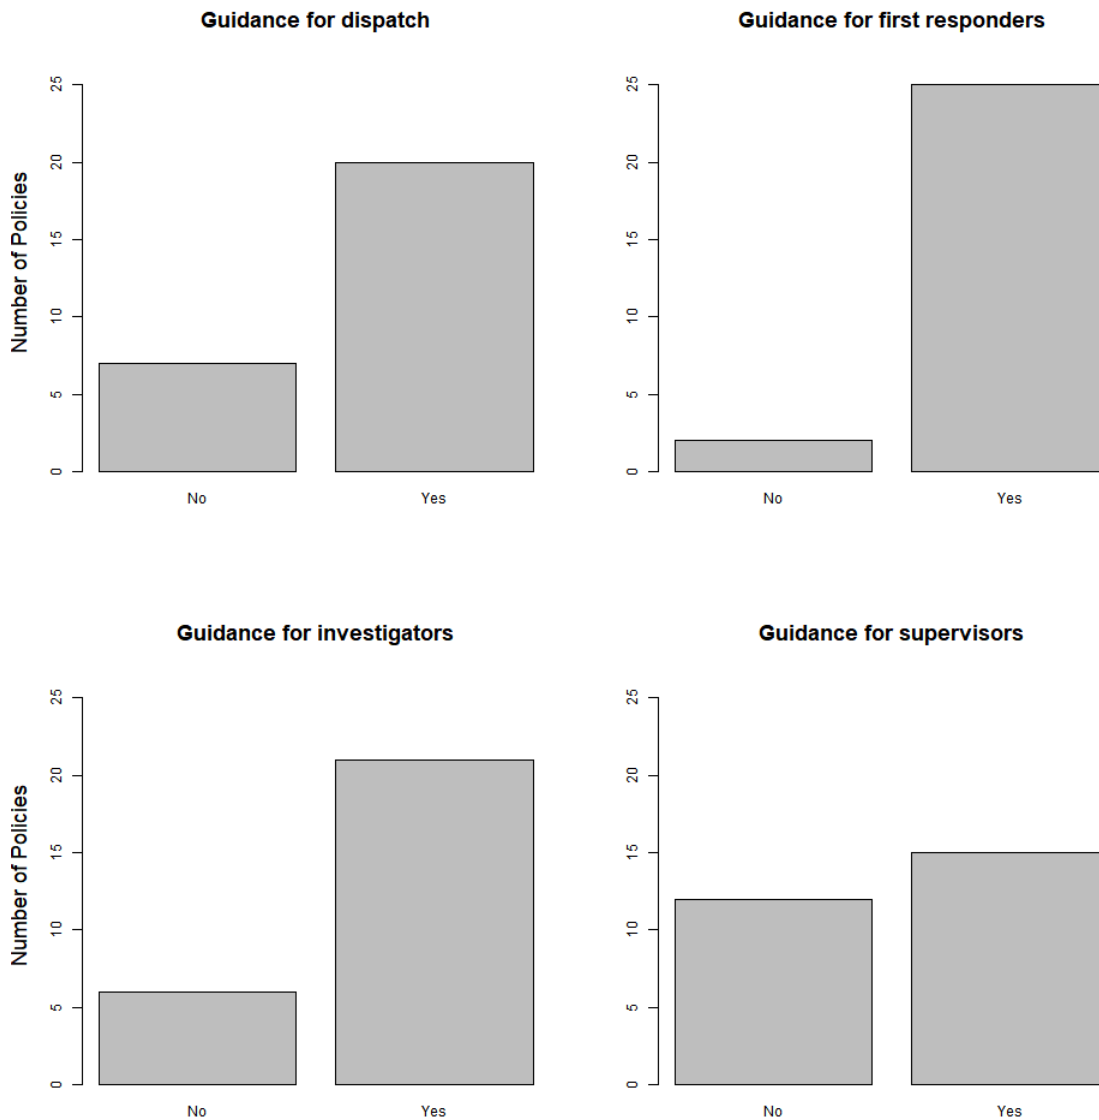 Guidance for dispatch
Number of Policies
25
20
15
10
5
0
No Yes
Guidance for first responders
25
20
15
10
5
0
No Yes
Guidance for investigators
Number of Policies
25
20
15
10
5
0
No Yes
Guidance for supervisors
25
20
15
10
5
0
No Yes